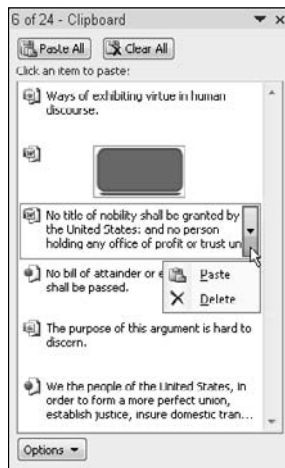 6 of 24 - Clipboard
Paste All Clear All
Click an item to paste:
Ways of exhibiting virtue in human
discourse.
No title of nobility shall be granted by
the United States: and no person
holding any office of profit or trust un
No bill of attainder or e
shall be passed.
Paste
Delete
The purpose of this argument is hard to
discern.
We the people of the United States, in
order to form a more perfect union,
establish justice, insure domestic tran...
Options